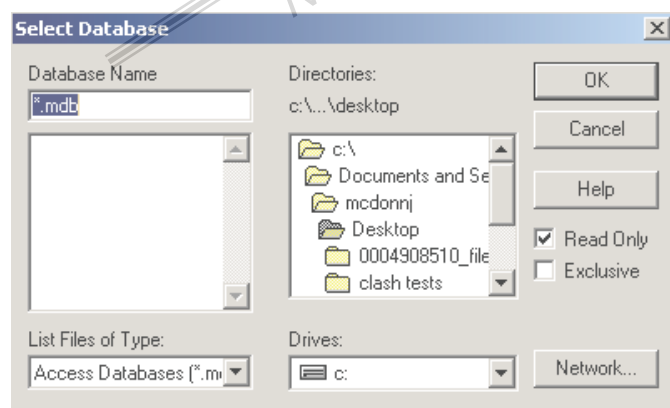 Select Database
Database Name
*.mdb
List Files of Type:
Access Databases (*.m
Directories:
c:\...\desktop
c:\
Documents and Se
mcdonnj
Desktop
0004908510_file
clash tests
Drives:
c:
OK
Cancel
Help
Read Only
Exclusive
Network...